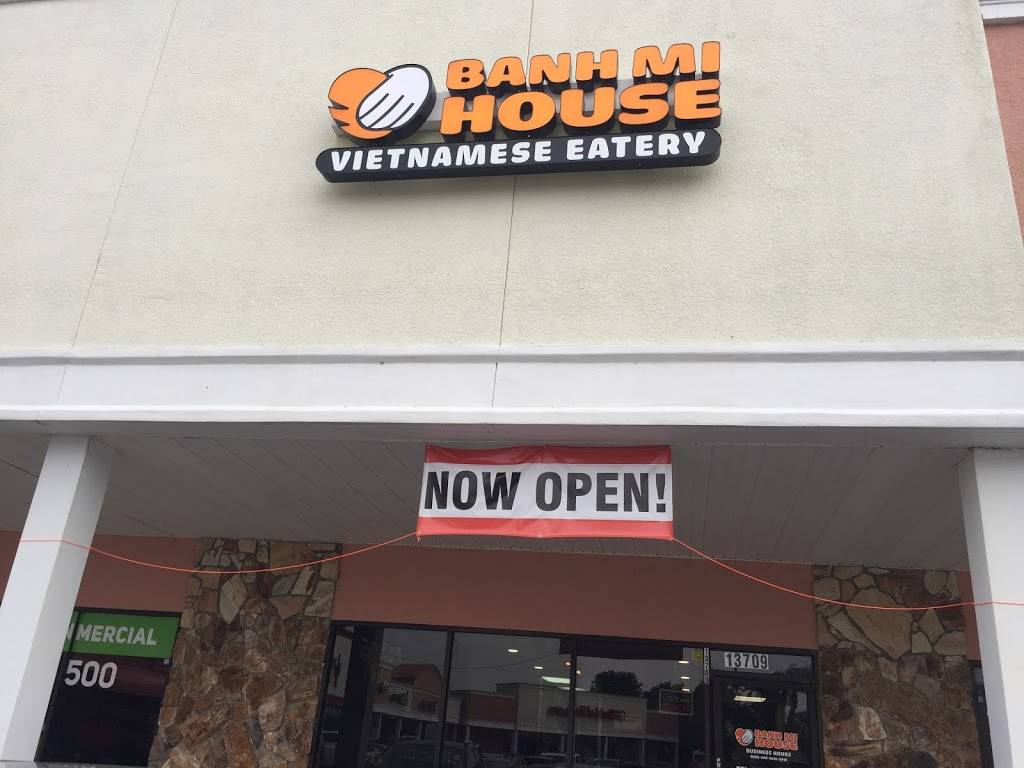 BANH MI
HOUSE
VIETNAMESE EATERY
NOW OPEN!
MERCIAL
500
13709
BANH MI
HOUSE
BUSINESS HOURS